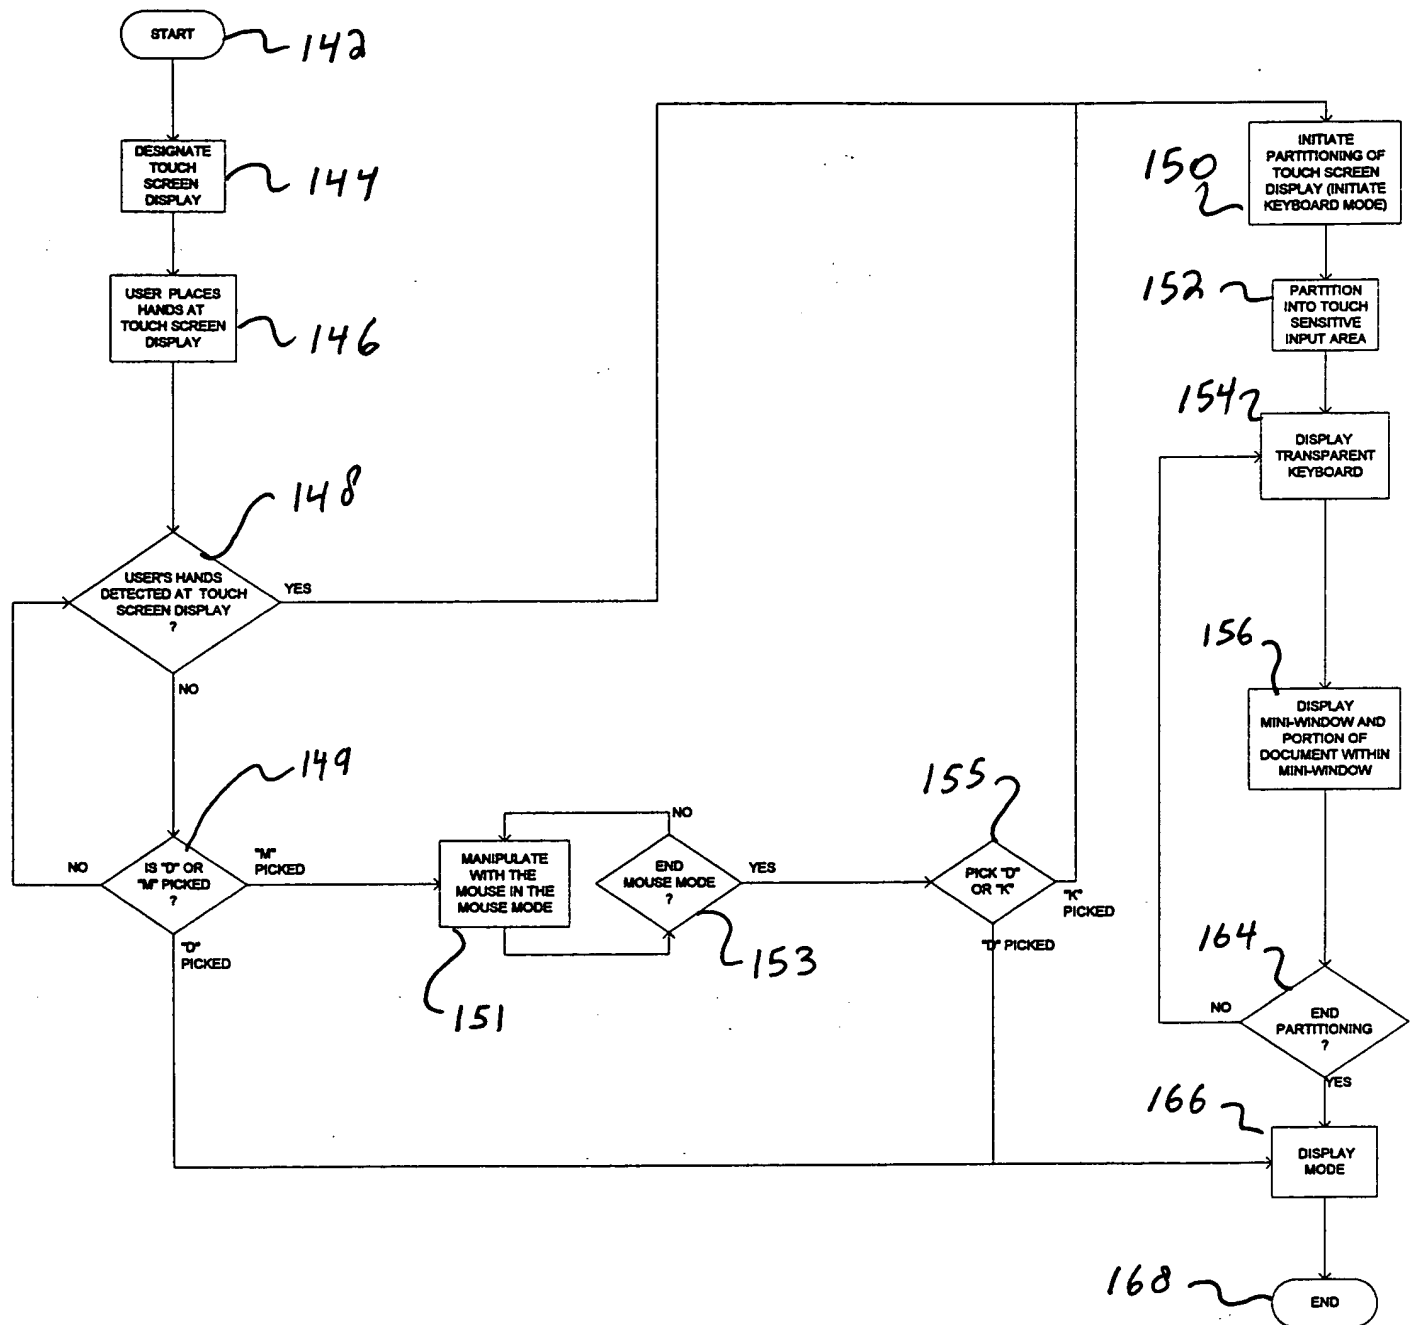 START
142
DESIGNATE
TOUCH
SCREEN
DISPLAY
144
USER PLACES
HANDS AT
TOUCH SCREEN
DISPLAY
146
148
USER'S HANDS
DETECTED AT TOUCH
SCREEN DISPLAY
?
YES
NO
149
IS "D" OR
"M" PICKED
?
NO
"M"
PICKED
"D"
PICKED
MANIPULATE
WITH THE
MOUSE IN THE
MOUSE MODE
151
NO
END
MOUSE MODE
?
YES
153
155
PICK "D"
OR "K"
"K"
PICKED
"D" PICKED
150
INITIATE
PARTITIONING OF
TOUCH SCREEN
DISPLAY (INITIATE
KEYBOARD MODE)
152
PARTITION
INTO TOUCH
SENSITIVE
INPUT AREA
154
DISPLAY
TRANSPARENT
KEYBOARD
156
DISPLAY
MINI-WINDOW AND
PORTION OF
DOCUMENT WITHIN
MINI-WINDOW
164
NO
END
PARTITIONING
?
YES
166
DISPLAY
MODE
168
END